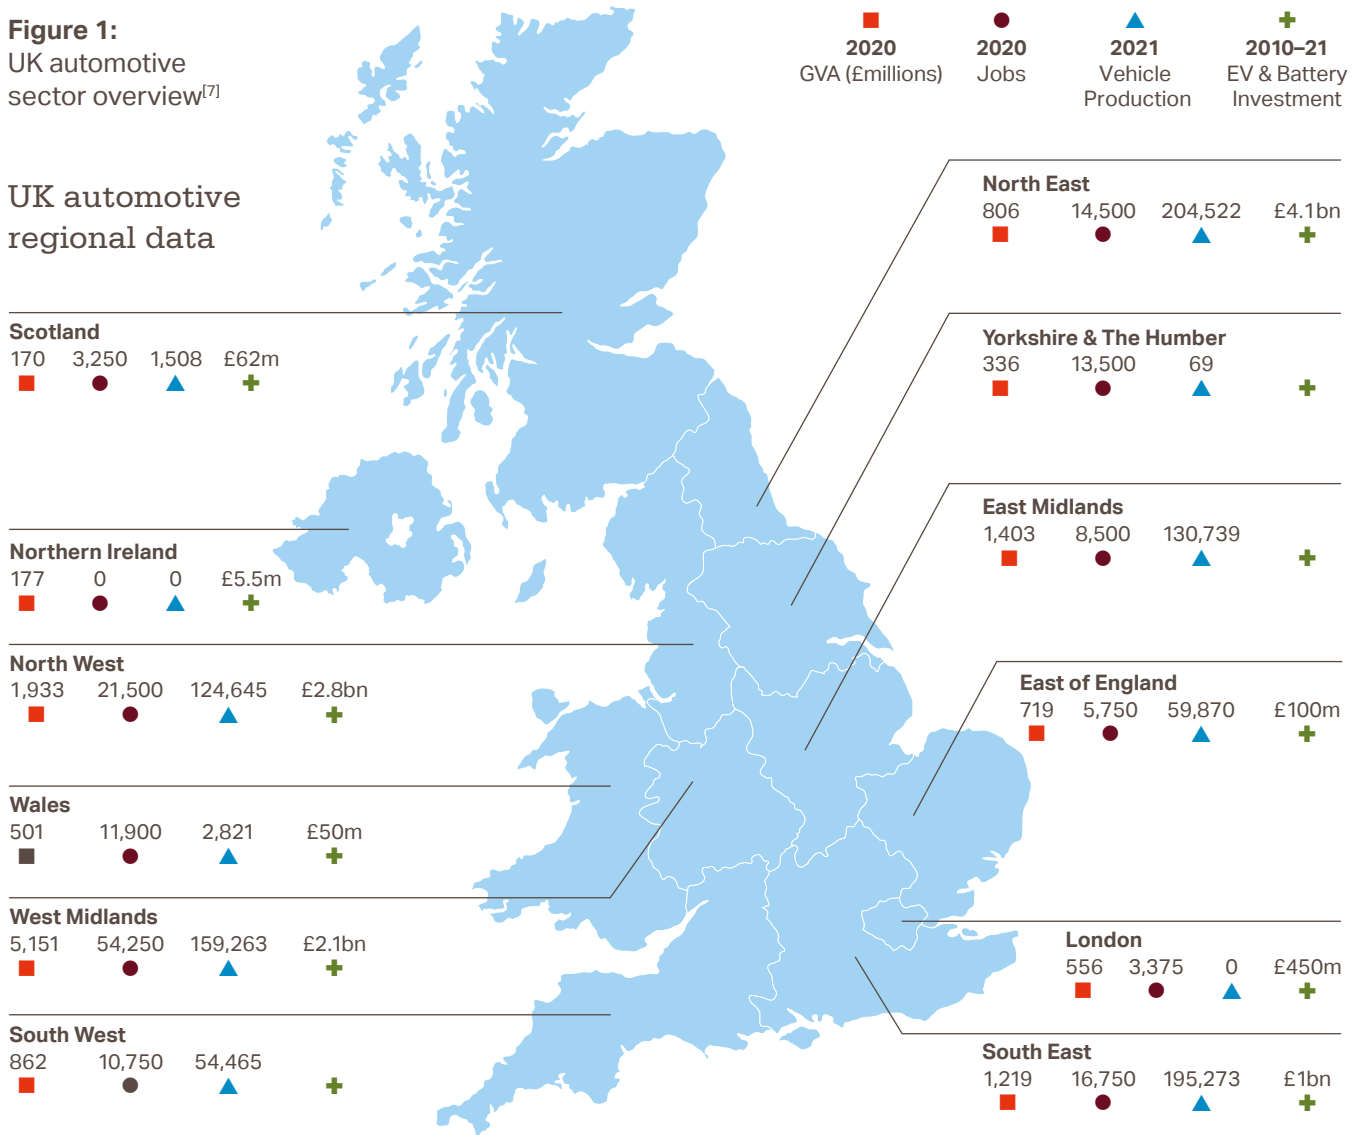 Figure 1:
UK automotive
sector overview[7]
2020 2020 2021 2010–21
GVA (£millions) Jobs Vehicle EV & Battery
Production Investment
UK automotive
regional data
Scotland
170 3,250 1,508 £62m
Northern Ireland
177 0 0 £5.5m
North West
1,933 21,500 124,645 £2.8bn
Wales
501 11,900 2,821 £50m
West Midlands
5,151 54,250 159,263 £2.1bn
South West
862 10,750 54,465
North East
806 14,500 204,522 £4.1bn
Yorkshire & The Humber
336 13,500 69
East Midlands
1,403 8,500 130,739
East of England
719 5,750 59,870 £100m
London
556 3,375 0 £450m
South East
1,219 16,750 195,273 £1bn